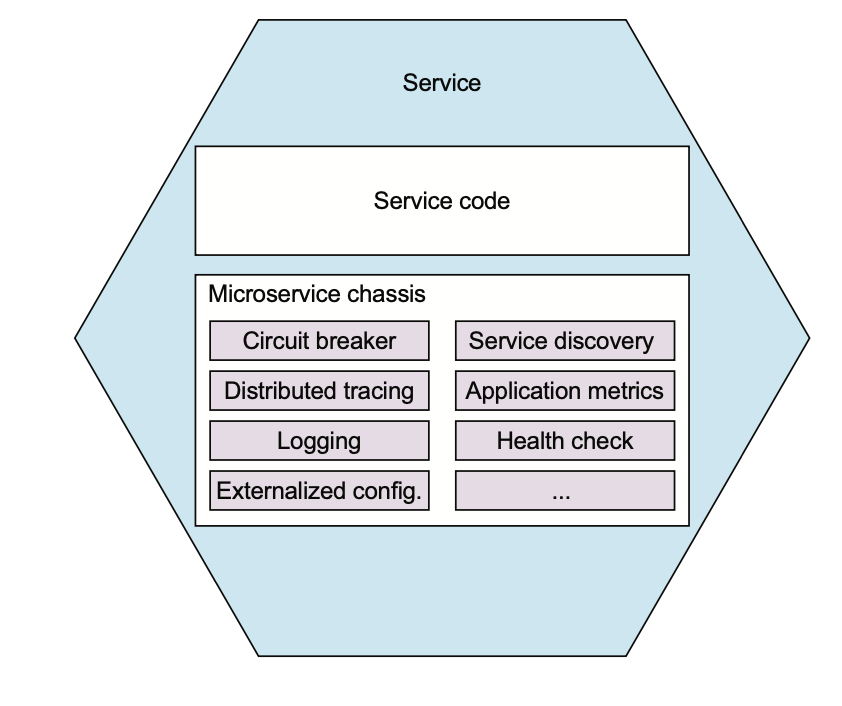 Service
Service code
Microservice chassis
Circuit breaker
Service discovery
Distributed tracing
Application metrics
Logging
Health check
Externalized config.
...